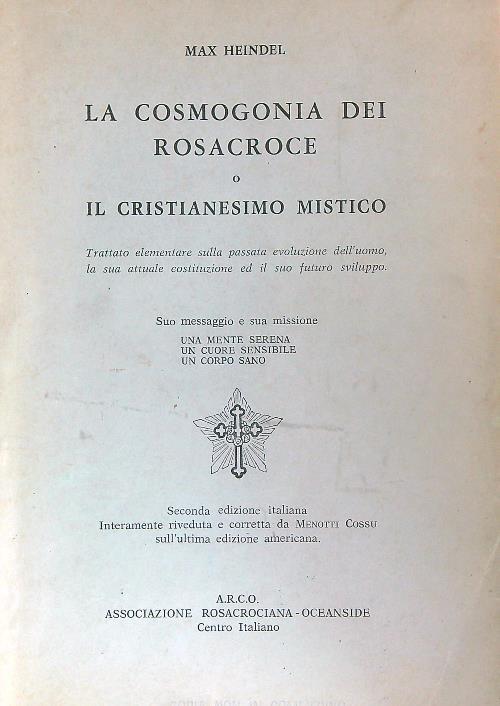 MAX HEINDEL
LA COSMOGONIA DEI
ROSACROCE
o
IL CRISTIANESIMO MISTICO
Trattato elementare sulla passata evoluzione dell'uomo,
la sua attuale costituzione ed il suo futuro sviluppo.
Suo messaggio e sua missione
UNA MENTE SERENA
UN CUORE SENSIBILE
UN CORPO SANO
Seconda edizione italiana
Interamente riveduta e corretta da MENOTTI COSSU
sull'ultima edizione americana.
A.R.C.O.
ASSOCIAZIONE ROSACROCIANA - OCEANSIDE
Centro Italiano